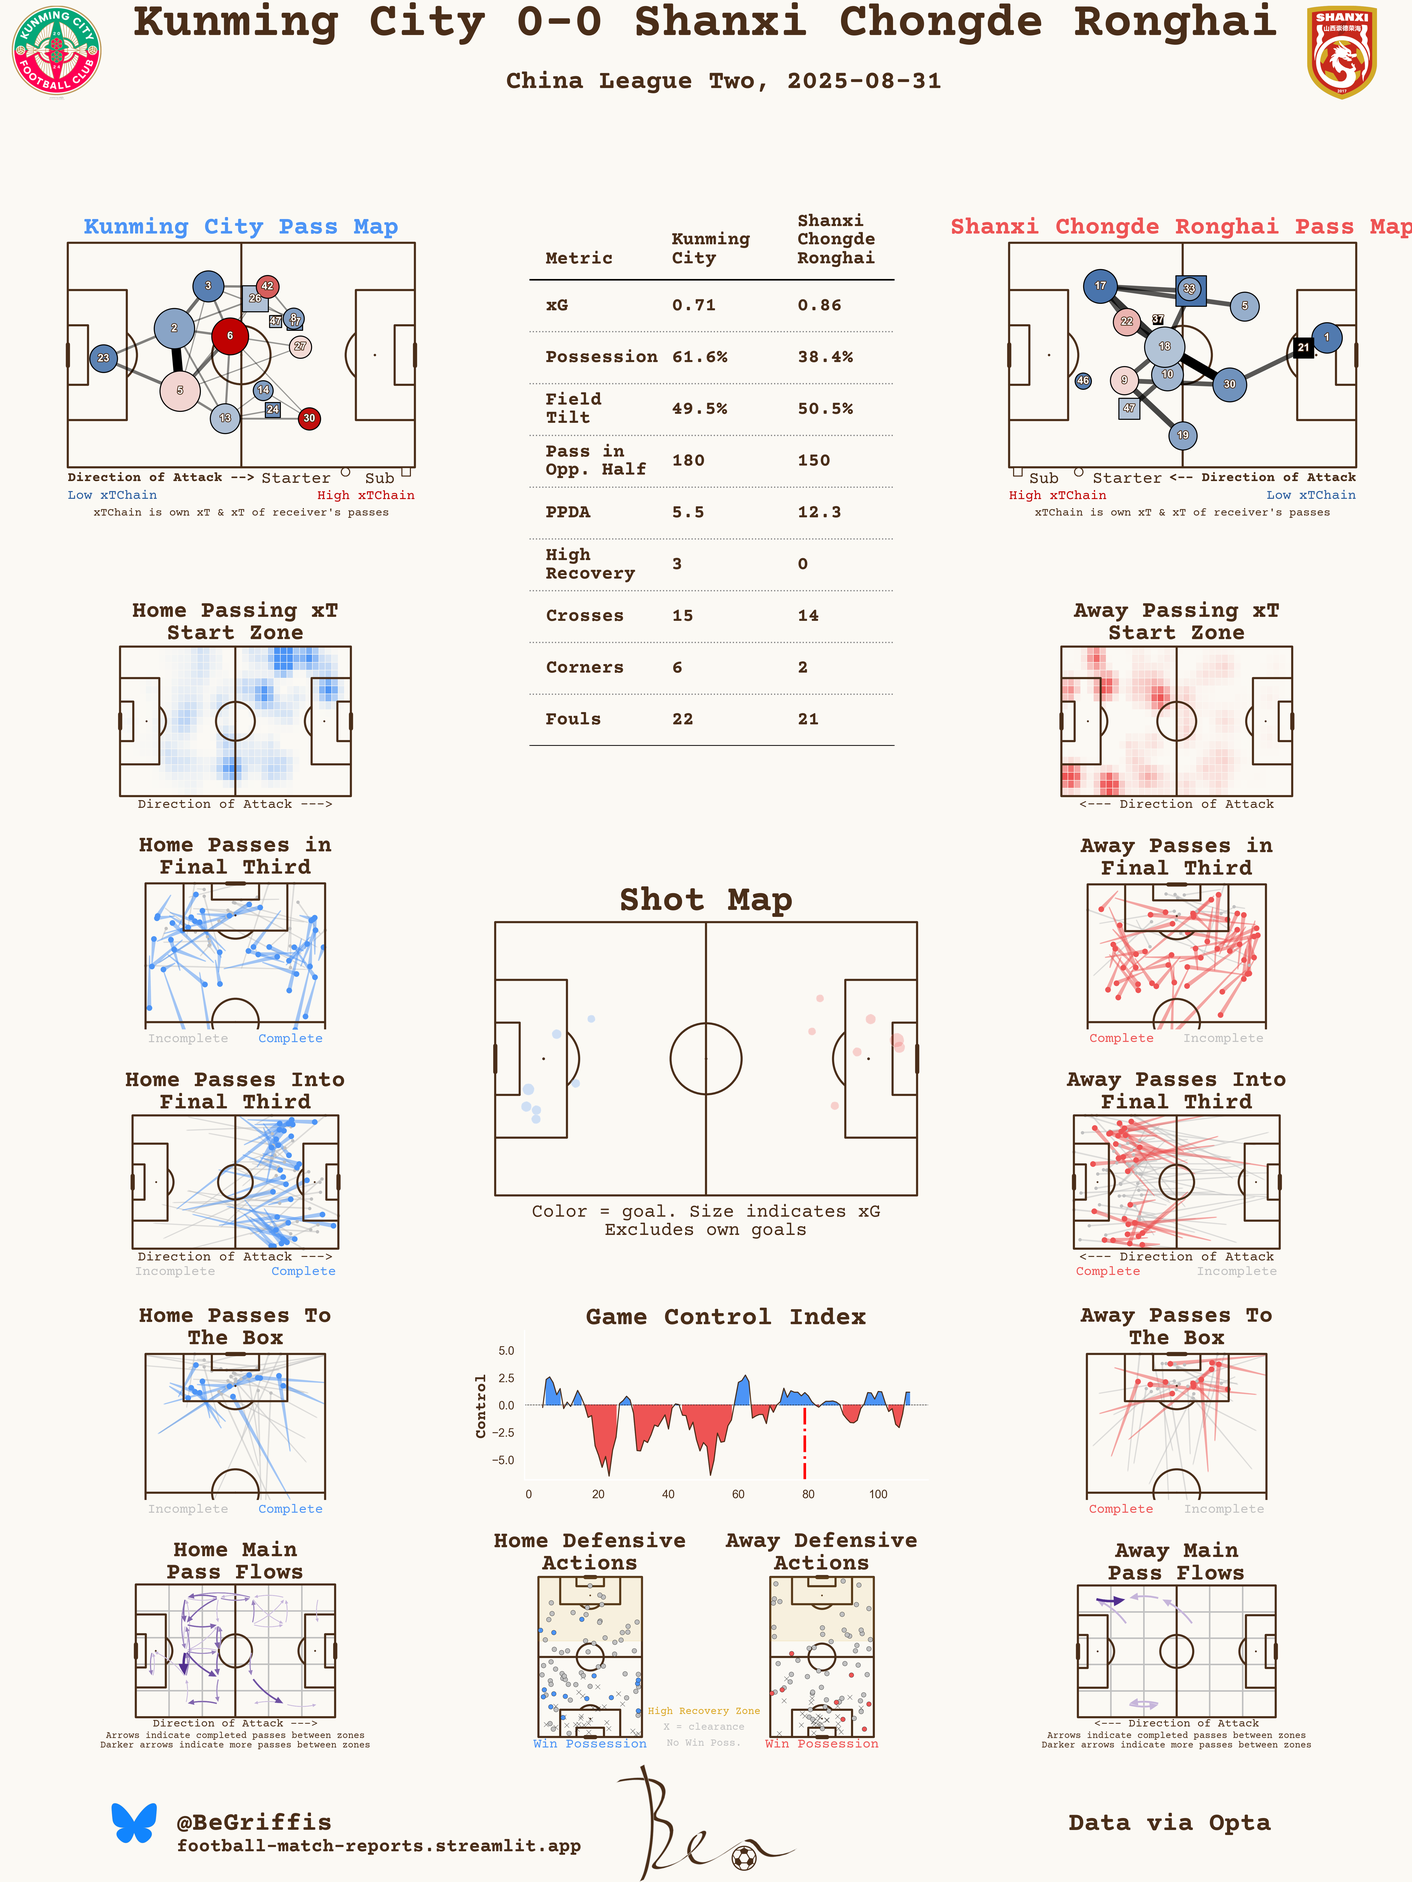 Kunming City 0-0 Shanxi Chongde Ronghai
China League Two, 2025-08-31
KUNMING CITY
FOOTBALL CLUB
SHANXI
山西崇德荣海
2017
Kunming City Pass Map
3
42
26
2
6
47
8
17
27
23
5
14
13
24
30
Direction of Attack --> Starter Sub
Low xTChain High xTChain
xTChain is own xT & xT of receiver's passes
Metric Kunming City Shanxi Chongde Ronghai
xG 0.71 0.86
Possession 61.6% 38.4%
Field Tilt 49.5% 50.5%
Pass in Opp. Half 180 150
PPDA 5.5 12.3
High Recovery 3 0
Crosses 15 14
Corners 6 2
Fouls 22 21
Shanxi Chongde Ronghai Pass Map
17
33
5
22
37
18
1
21
46
9
10
30
47
19
Sub Starter <-- Direction of Attack
High xTChain Low xTChain
xTChain is own xT & xT of receiver's passes
Home Passing xT
Start Zone
Direction of Attack --->
Away Passing xT
Start Zone
<--- Direction of Attack
Home Passes in
Final Third
Incomplete Complete
Away Passes in
Final Third
Complete Incomplete
Shot Map
Color = goal. Size indicates xG
Excludes own goals
Home Passes Into
Final Third
Direction of Attack --->
Incomplete Complete
Away Passes Into
Final Third
<--- Direction of Attack
Complete Incomplete
Home Passes To
The Box
Incomplete Complete
Game Control Index
Control
5.0
2.5
0.0
−2.5
−5.0
0 20 40 60 80 100
Away Passes To
The Box
Complete Incomplete
Home Main
Pass Flows
Direction of Attack --->
Arrows indicate completed passes between zones
Darker arrows indicate more passes between zones
Home Defensive
Actions
Win Possession
High Recovery Zone
X = clearance
No Win Poss.
Away Defensive
Actions
Win Possession
Away Main
Pass Flows
<--- Direction of Attack
Arrows indicate completed passes between zones
Darker arrows indicate more passes between zones
@BeGriffis
football-match-reports.streamlit.app
Ben
Data via Opta